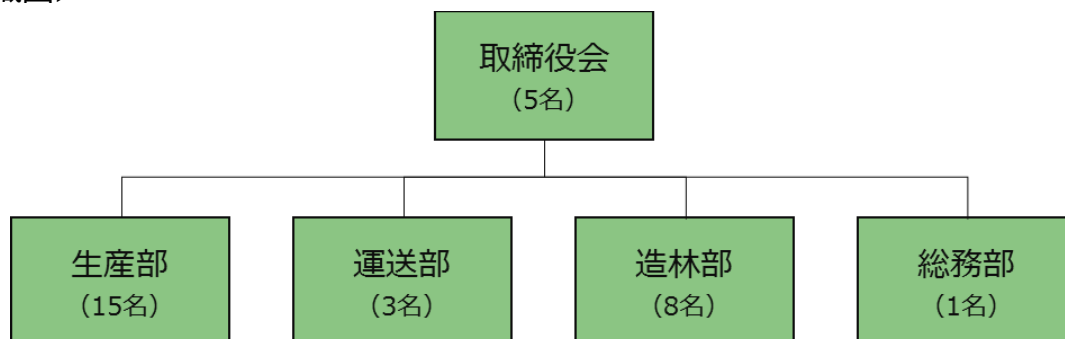 取締役会
（5名）
生産部
（15名）
運送部
（3名）
造林部
（8名）
総務部
（1名）